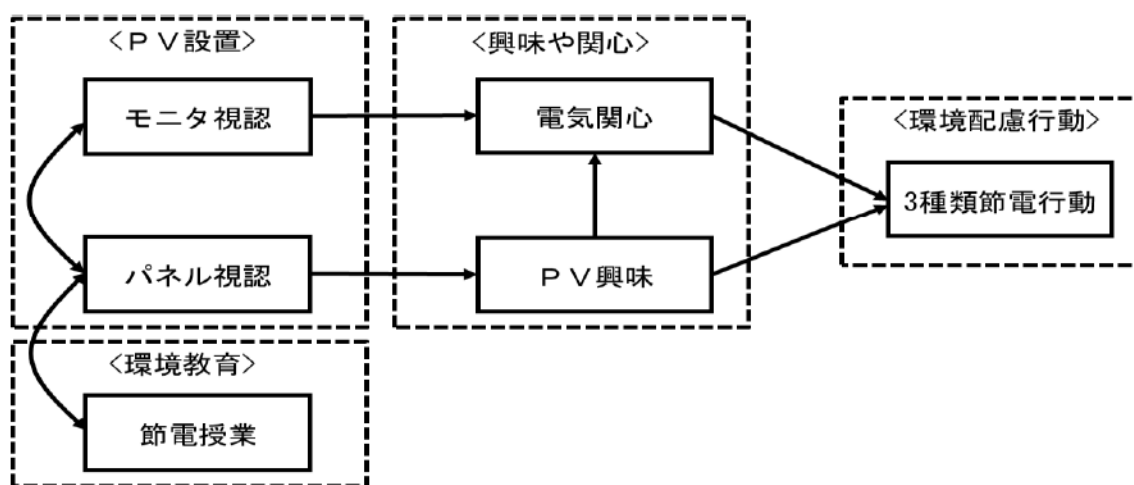 <ＰＶ設置>
モニタ視認
パネル視認
<環境教育>
節電授業
<興味や関心>
電気関心
ＰＶ興味
<環境配慮行動>
3種類節電行動